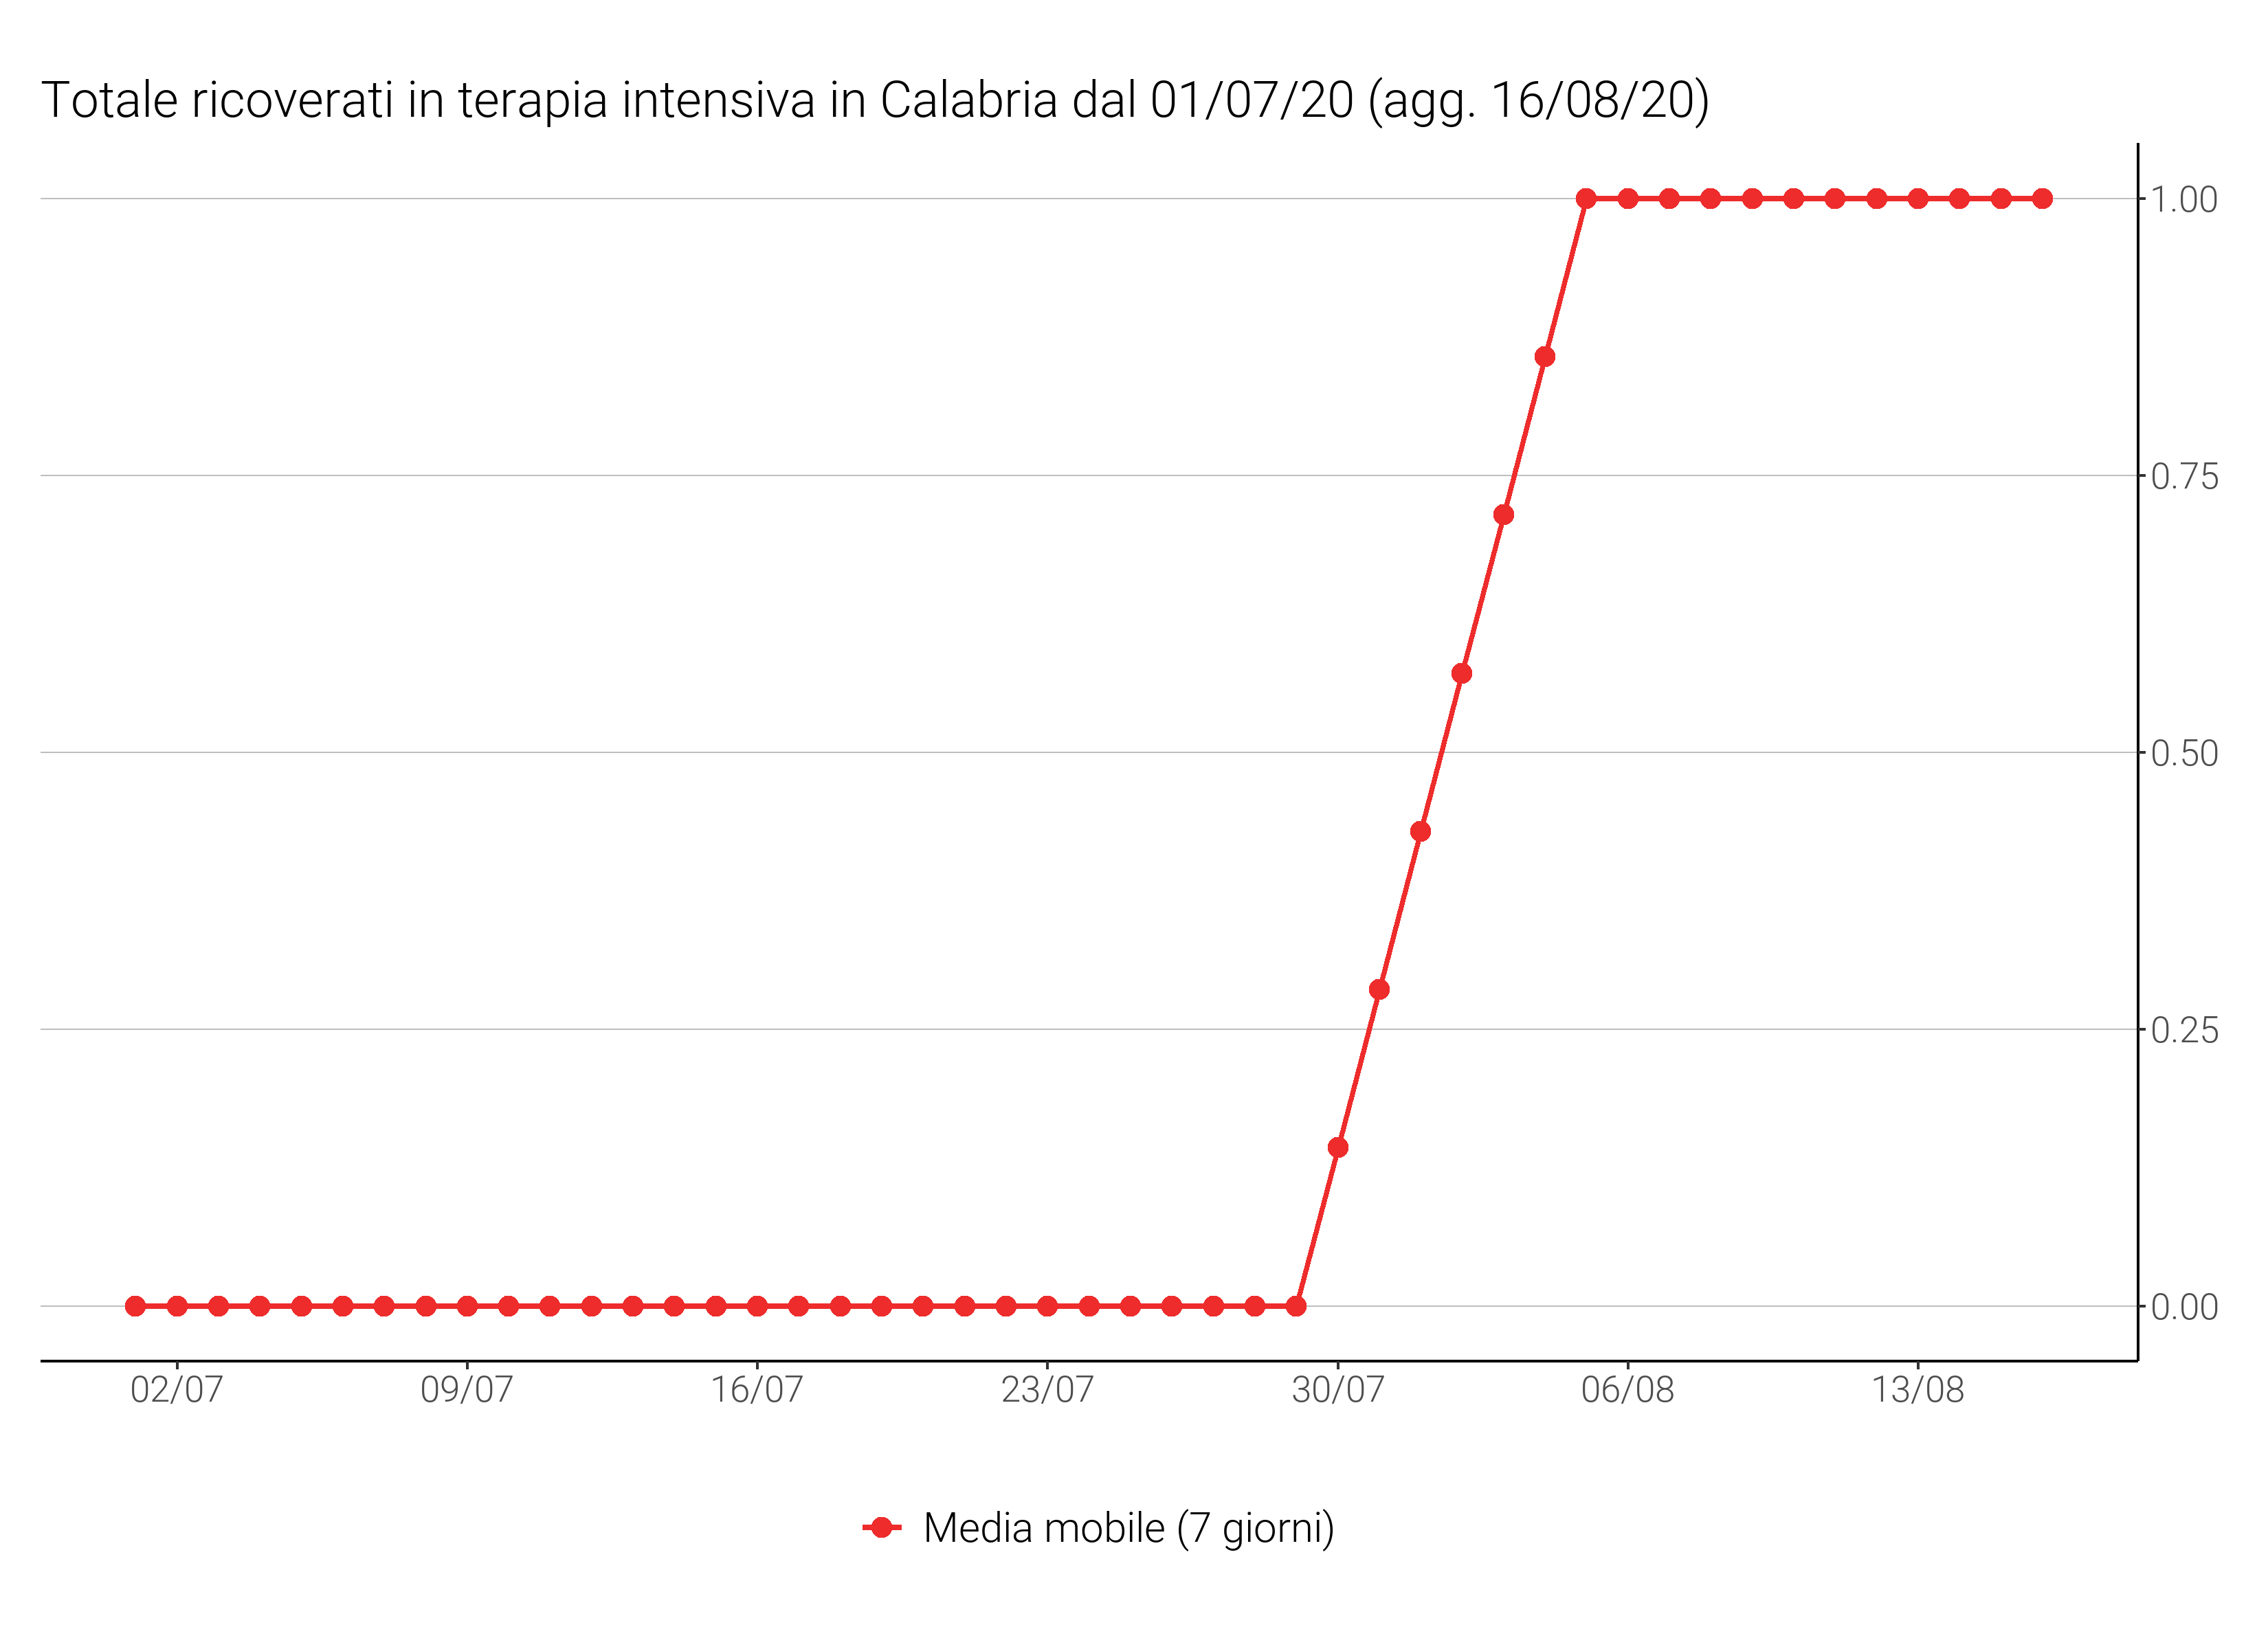 Totale ricoverati in terapia intensiva in Calabria dal 01/07/20 (agg. 16/08/20)
1.00
0.75
0.50
0.25
0.00
02/07 09/07 16/07 23/07 30/07 06/08 13/08
Media mobile (7 giorni)